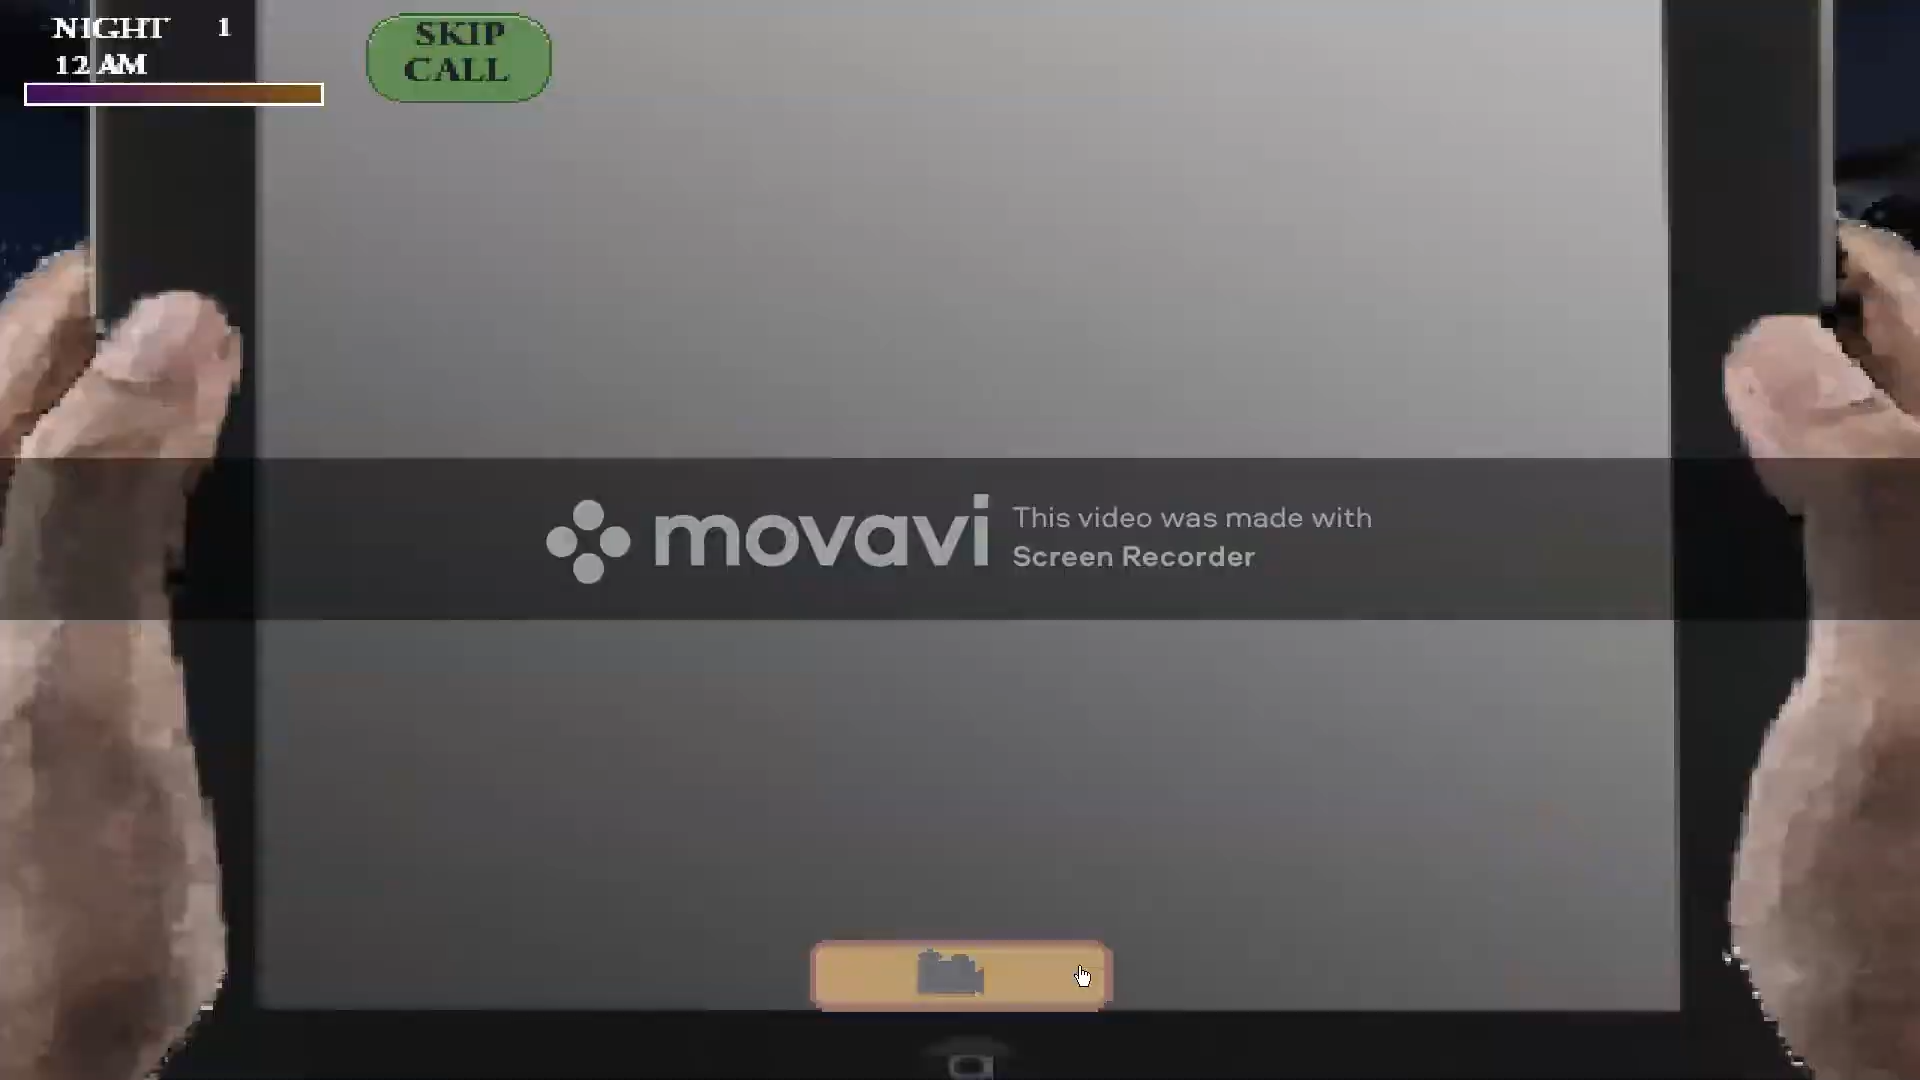 NIGHT 1
12 AM
SKIP
CALL
movavi
This video was made with
Screen Recorder